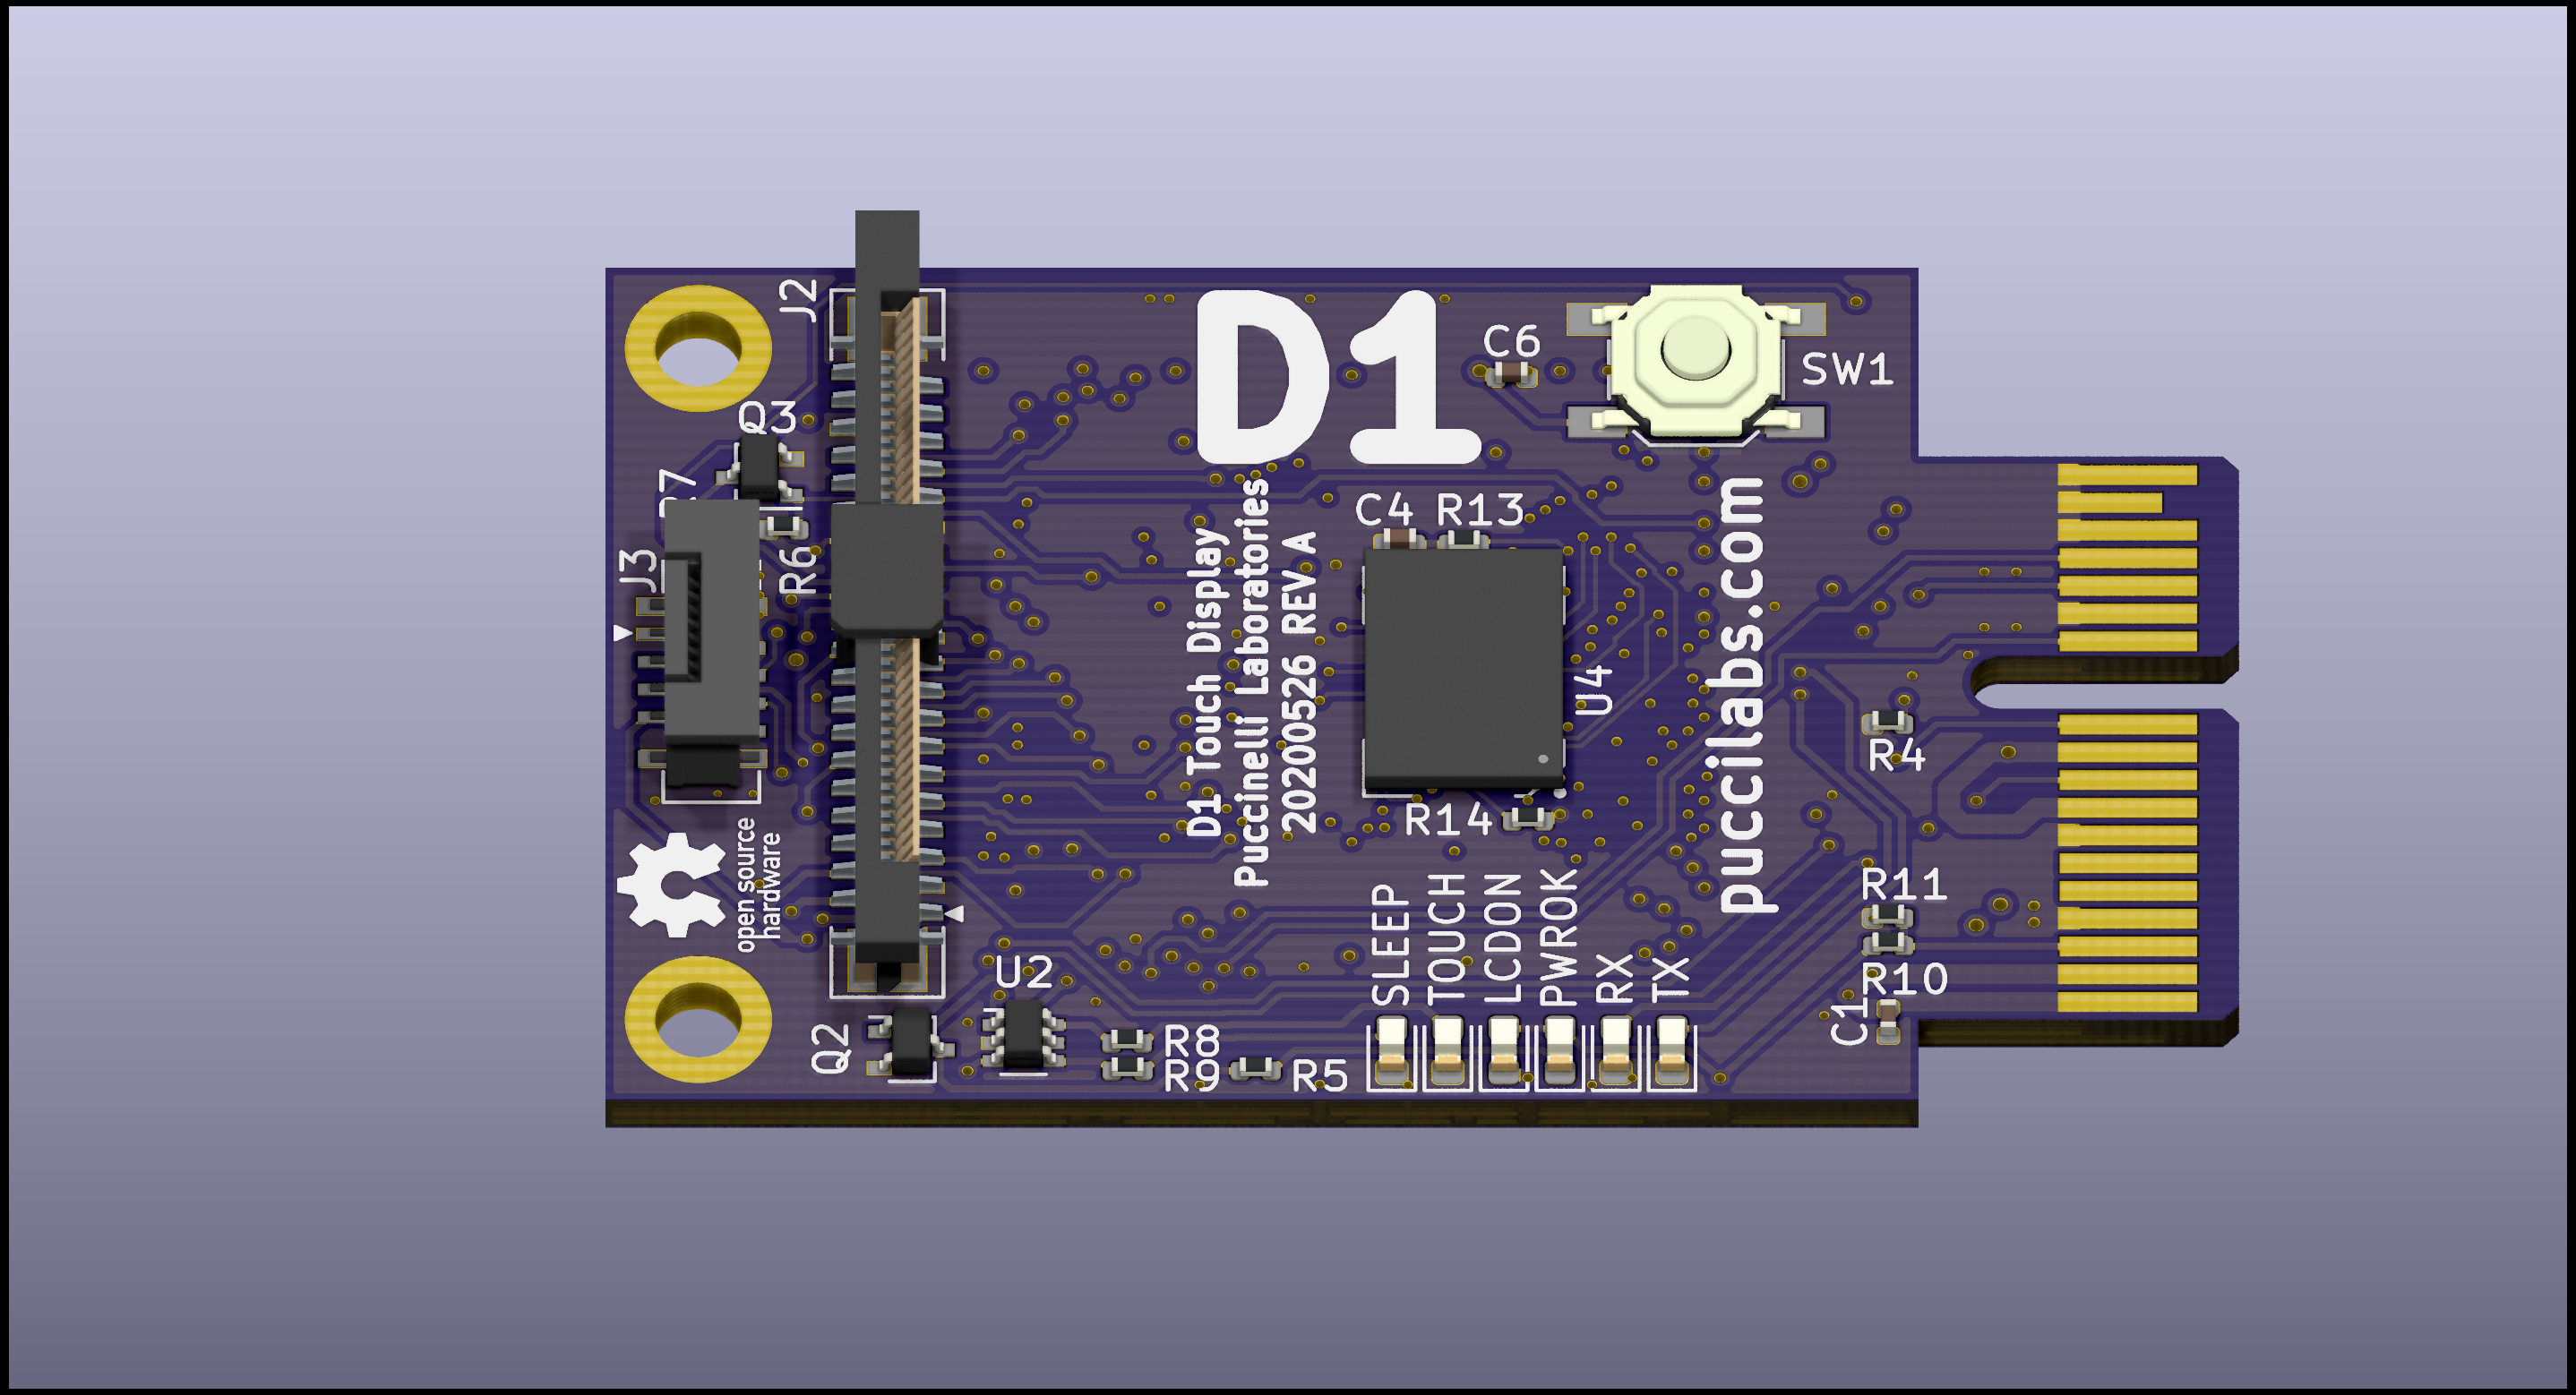 J2
D1
C6
SW1
Q3
J3
R6
C4
R13
D1 Touch Display
Puccinelli Laboratories
202005526 REV A
puccilabs.com
U4
R4
R14
open source
hardware
R11
R10
C1
SLEEP
TOUCH
LCDON
PWROK
RX
TX
U2
Q2
R8
R9
R5